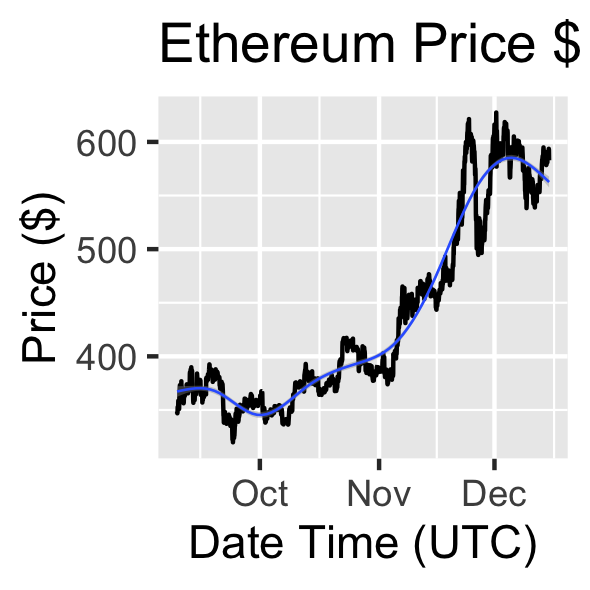 Ethereum Price $
Price ($)
600
500
400
Oct Nov Dec
Date Time (UTC)